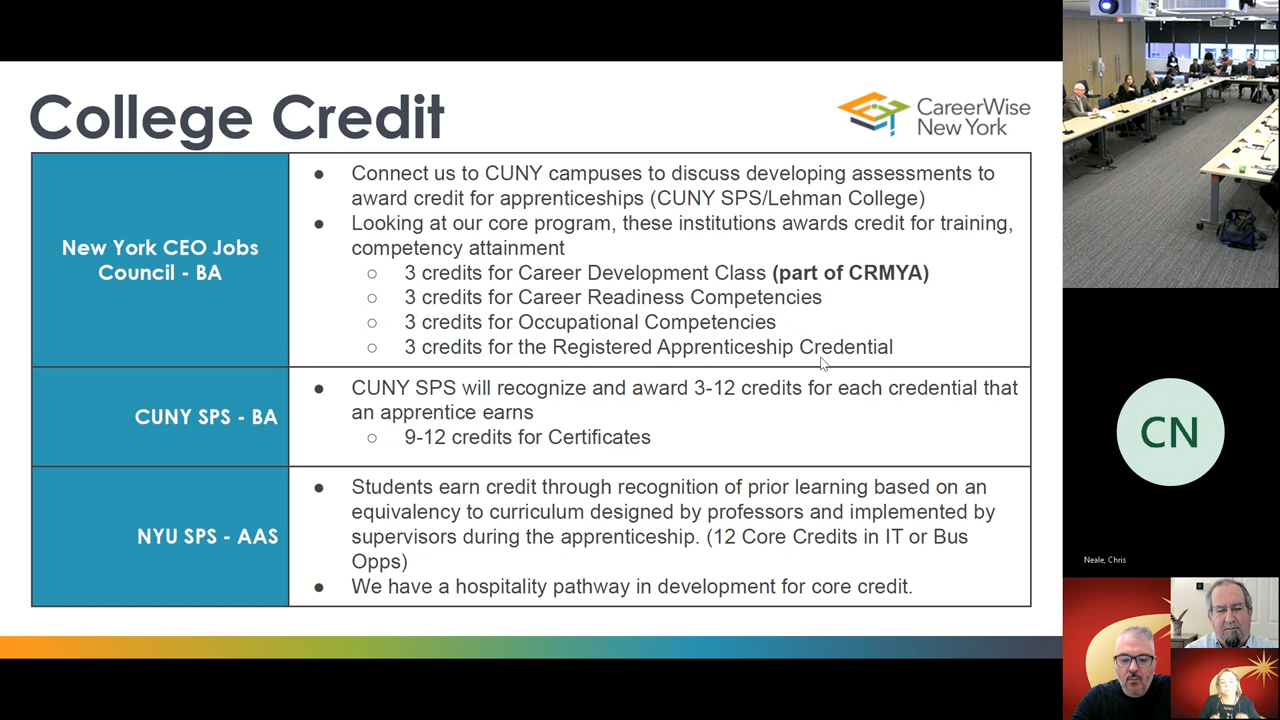 College Credit
CareerWise
New York
New York CEO Jobs
Council - BA
● Connect us to CUNY campuses to discuss developing assessments to
award credit for apprenticeships (CUNY SPS/Lehman College)
● Looking at our core program, these institutions awards credit for training,
competency attainment
○ 3 credits for Career Development Class (part of CRMYA)
○ 3 credits for Career Readiness Competencies
○ 3 credits for Occupational Competencies
○ 3 credits for the Registered Apprenticeship Credential
CUNY SPS - BA
● CUNY SPS will recognize and award 3-12 credits for each credential that
an apprentice earns
○ 9-12 credits for Certificates
NYU SPS - AAS
● Students earn credit through recognition of prior learning based on an
equivalency to curriculum designed by professors and implemented by
supervisors during the apprenticeship. (12 Core Credits in IT or Bus
Opps)
● We have a hospitality pathway in development for core credit.
CN
Neale, Chris